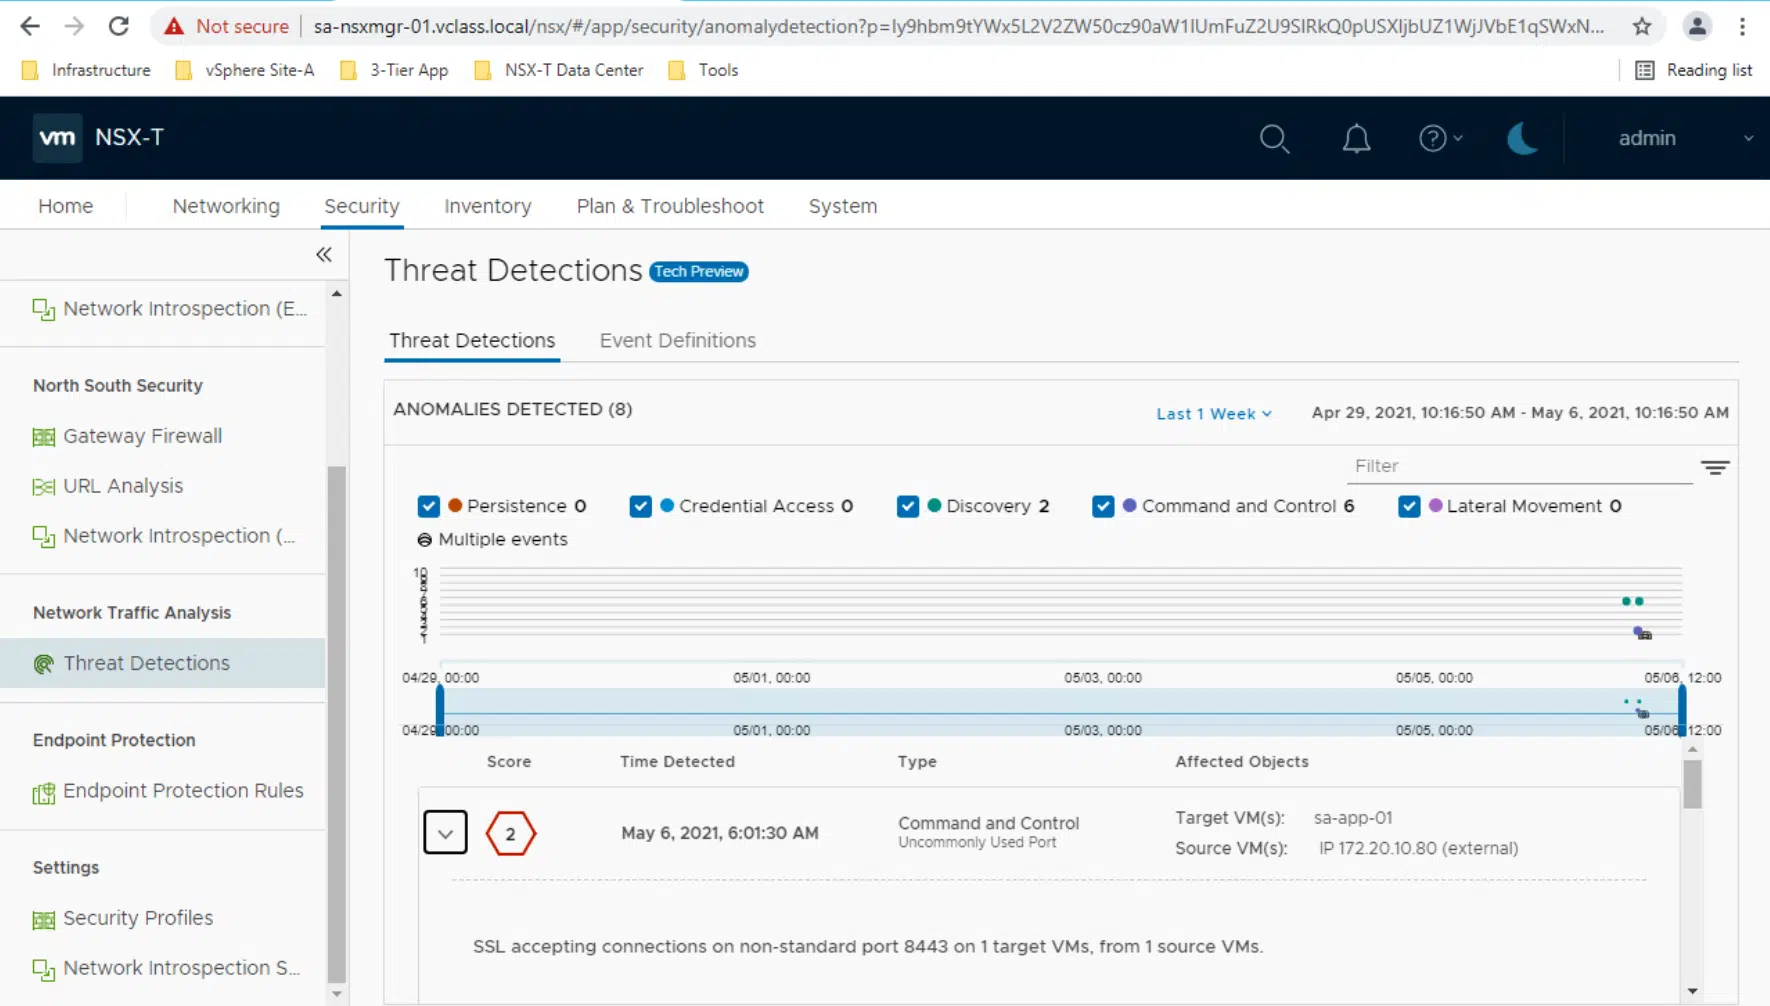 Not secure | sa-nsxmgr-01.vclass.local/nsx/#/app/security/anomalydetection?p=
Infrastructure vSphere Site-A 3-Tier App NSX-T Data Center Tools Reading list
vm NSX-T ? admin
Home Networking Security Inventory Plan & Troubleshoot System
Network Introspection (E...
North South Security
Gateway Firewall
URL Analysis
Network Introspection (...
Network Traffic Analysis
Threat Detections
Endpoint Protection
Endpoint Protection Rules
Settings
Security Profiles
Network Introspection S...
Threat Detections Tech Preview
Threat Detections Event Definitions
ANOMALIES DETECTED (8) Last 1 Week Apr 29, 2021, 10:16:50 AM - May 6, 2021, 10:16:50 AM
Filter
Persistence 0 Credential Access 0 Discovery 2 Command and Control 6 Lateral Movement 0
Multiple events
10
1
04/29, 00:00 05/01, 00:00 05/03, 00:00 05/05, 00:00 05/06, 12:00
04/29, 00:00 05/01, 00:00 05/03, 00:00 05/05, 00:00 05/06, 12:00
Score Time Detected Type Affected Objects
2 May 6, 2021, 6:01:30 AM Command and Control Target VM(s): sa-app-01
Uncommonly Used Port Source VM(s): IP 172.20.10.80 (external)
SSL accepting connections on non-standard port 8443 on 1 target VMs, from 1 source VMs.